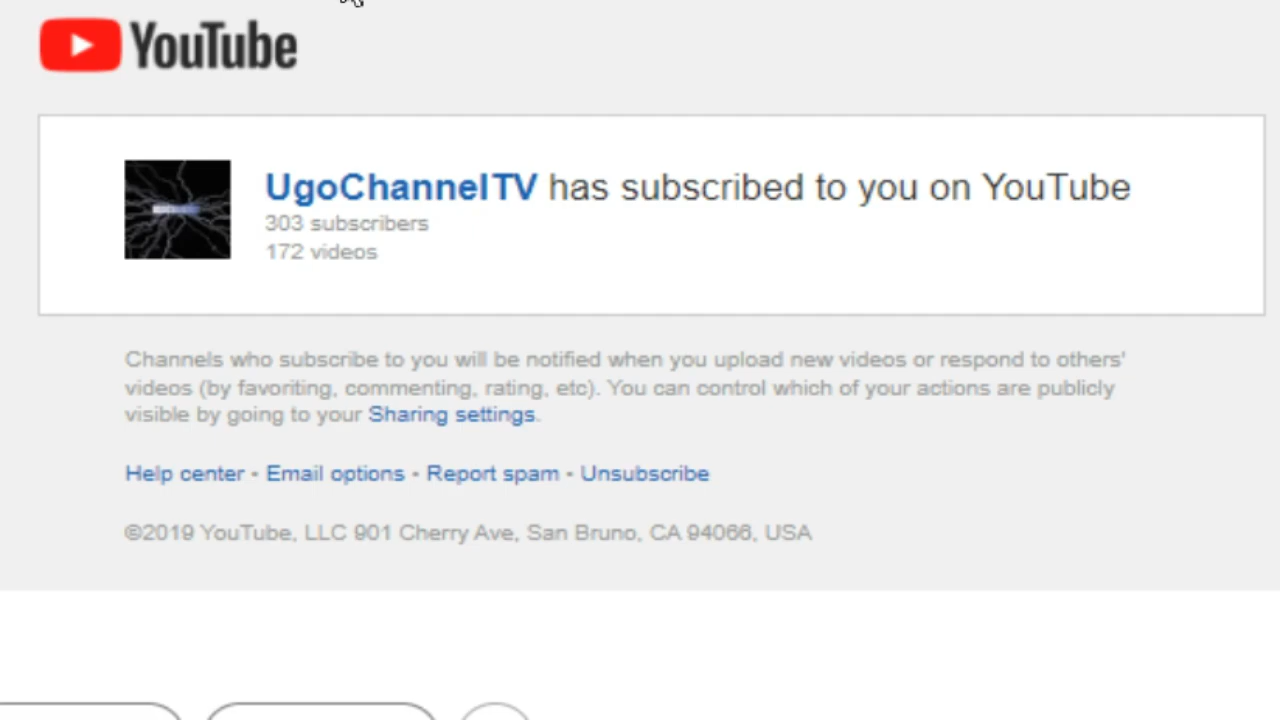 YouTube
UgoChannelTV has subscribed to you on YouTube
303 subscribers
172 videos
Channels who subscribe to you will be notified when you upload new videos or respond to others'
videos (by favoriting, commenting, rating, etc). You can control which of your actions are publicly
visible by going to your Sharing settings.
Help center • Email options • Report spam • Unsubscribe
©2019 YouTube, LLC 901 Cherry Ave, San Bruno, CA 94066, USA